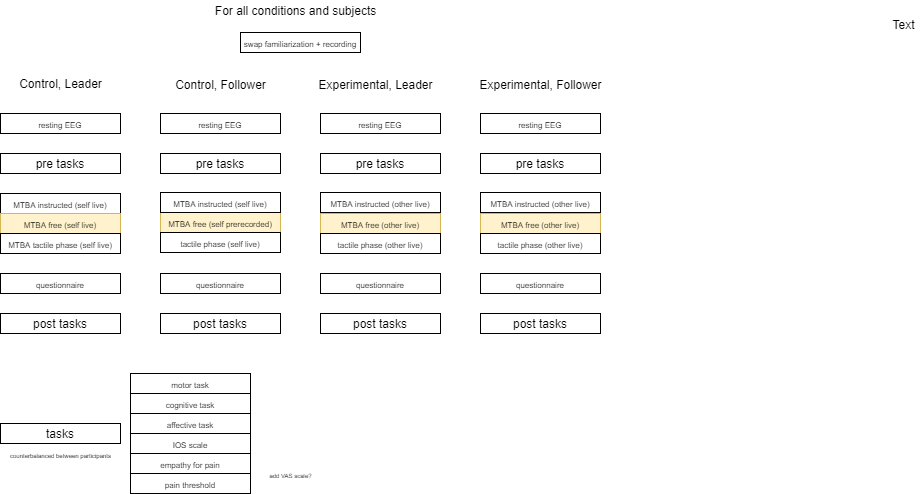 For all conditions and subjects
Text
swap familiarization + recording
Control, Leader
Control, Follower
Experimental, Leader
Experimental, Follower
resting EEG
resting EEG
resting EEG
resting EEG
pre tasks
pre tasks
pre tasks
pre tasks
MTBA instructed (self live)
MTBA instructed (self live)
MTBA instructed (other live)
MTBA instructed (other live)
MTBA free (self live)
MTBA free (self prerecorded)
MTBA free (other live)
MTBA free (other live)
MTBA tactile phase (self live)
tactile phase (self live)
tactile phase (other live)
tactile phase (other live)
questionnaire
questionnaire
questionnaire
questionnaire
post tasks
post tasks
post tasks
post tasks
tasks
counterbalanced between participants
motor task
cognitive task
affective task
IOS scale
empathy for pain
pain threshold
add VAS scale?